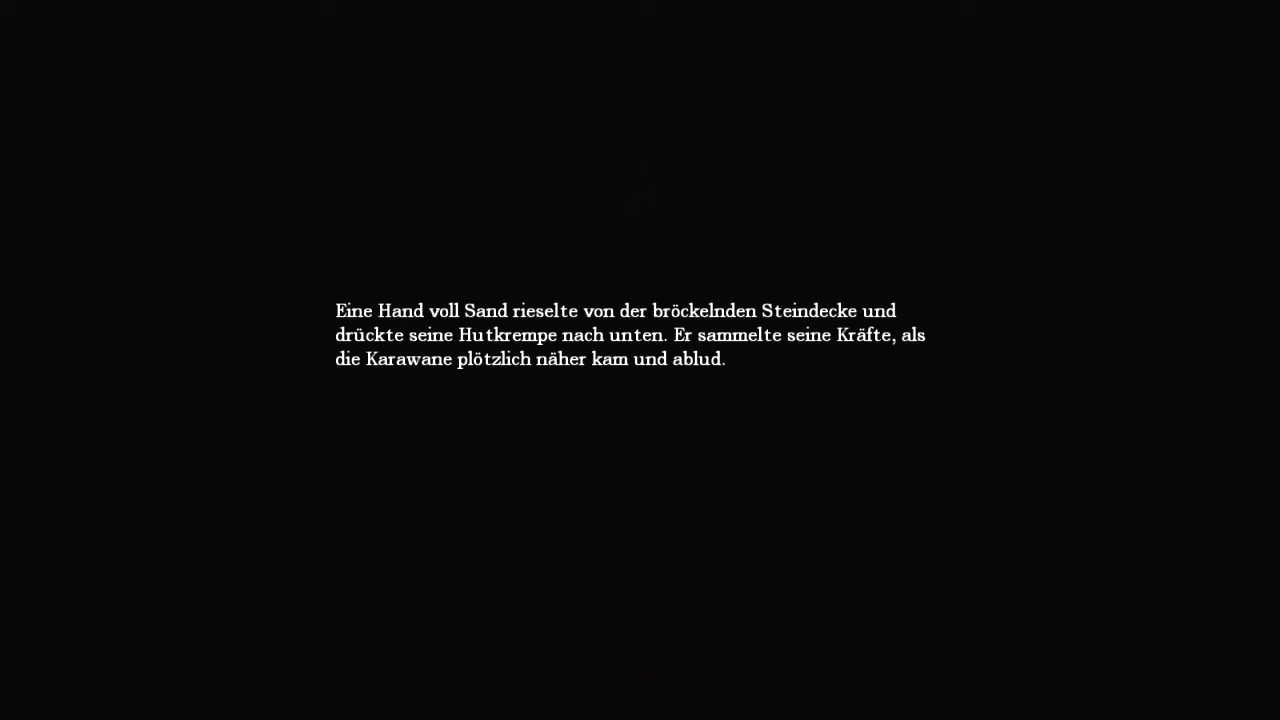 Eine Hand voll Sand rieselte von der bröckelnden Steindecke und
drückte seine Hutkrempe nach unten. Er sammelte seine Kräfte, als
die Karawane plötzlich näher kam und ablud.